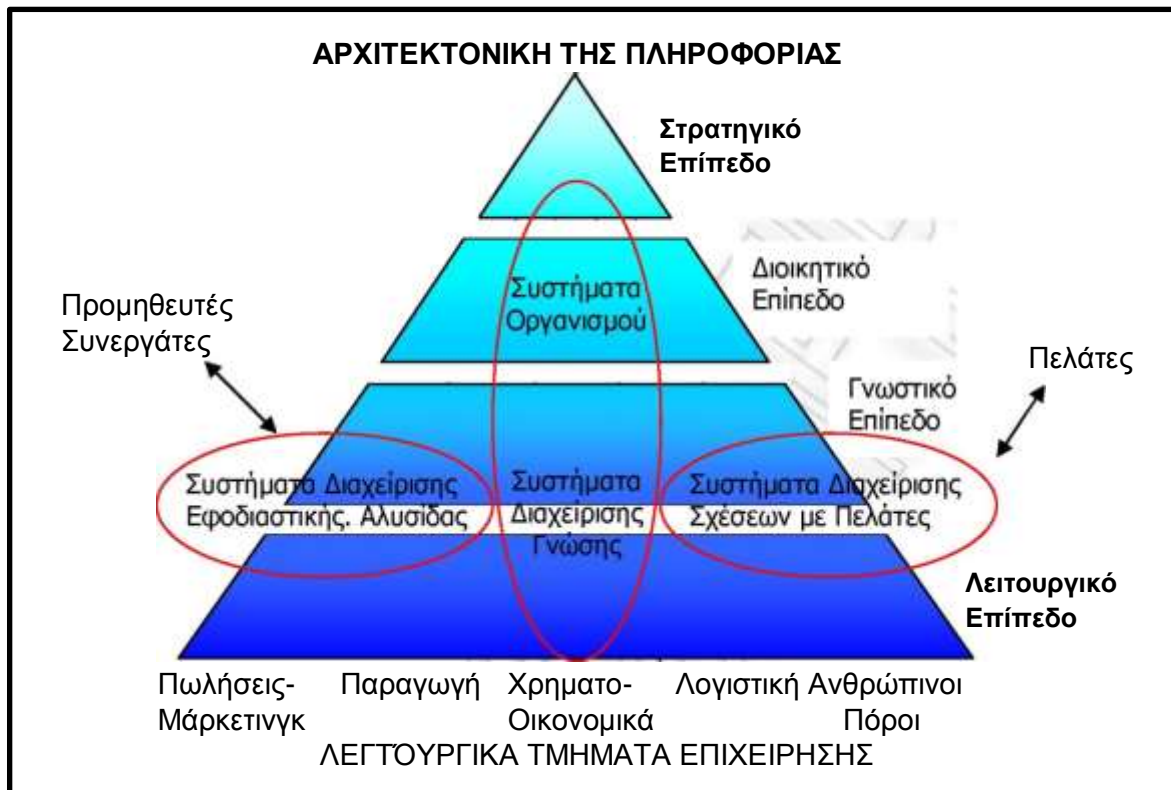 ΑΡΧΙΤΕΚΤΟΝΙΚΗ ΤΗΣ ΠΛΗΡΟΦΟΡΙΑΣ
Στρατηγικό
Επίπεδο
Συστήματα
Οργανισμού
Διοικητικό
Επίπεδο
Προμηθευτές
Συνεργάτες
Πελάτες
Γνωστικό
Επίπεδο
Συστήματα Διαχείρισης
Εφοδιαστικής. Αλυσίδας
Συστήματα
Διαχείρισης
Γνώσης
Συστήματα Διαχείρισης
Σχέσεων με Πελάτες
Λειτουργικό
Επίπεδο
Πωλήσεις-
Μάρκετινγκ
Παραγωγή
Χρηματο-
Οικονομικά
Λογιστική
Ανθρώπινοι
Πόροι
ΛΕΓΤΟΥΡΓΙΚΑ ΤΜΗΜΑΤΑ ΕΠΙΧΕΙΡΗΣΗΣ